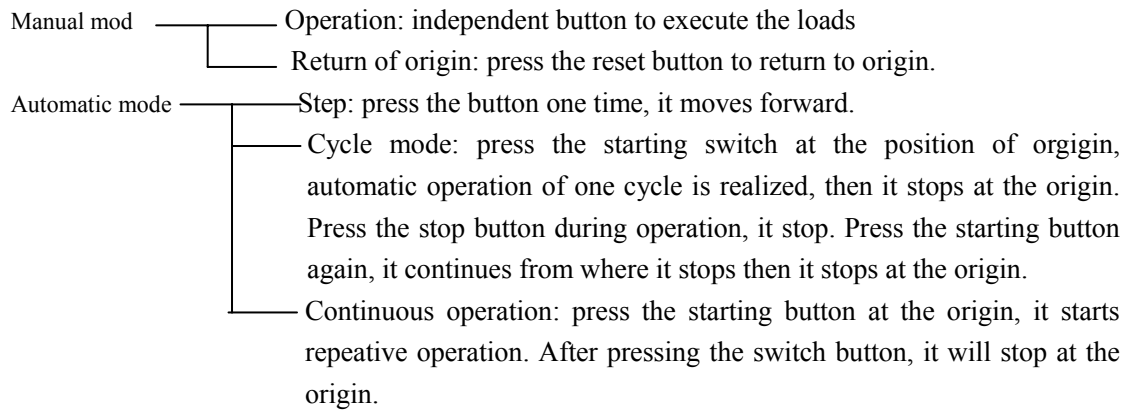 Manual mod Operation: independent button to execute the loads
Return of origin: press the reset button to return to origin.
Automatic mode Step: press the button one time, it moves forward.
Cycle mode: press the starting switch at the position of orgigin,
automatic operation of one cycle is realized, then it stops at the origin.
Press the stop button during operation, it stop. Press the starting button
again, it continues from where it stops then it stops at the origin.
Continuous operation: press the starting button at the origin, it starts
repeative operation. After pressing the switch button, it will stop at the
origin.